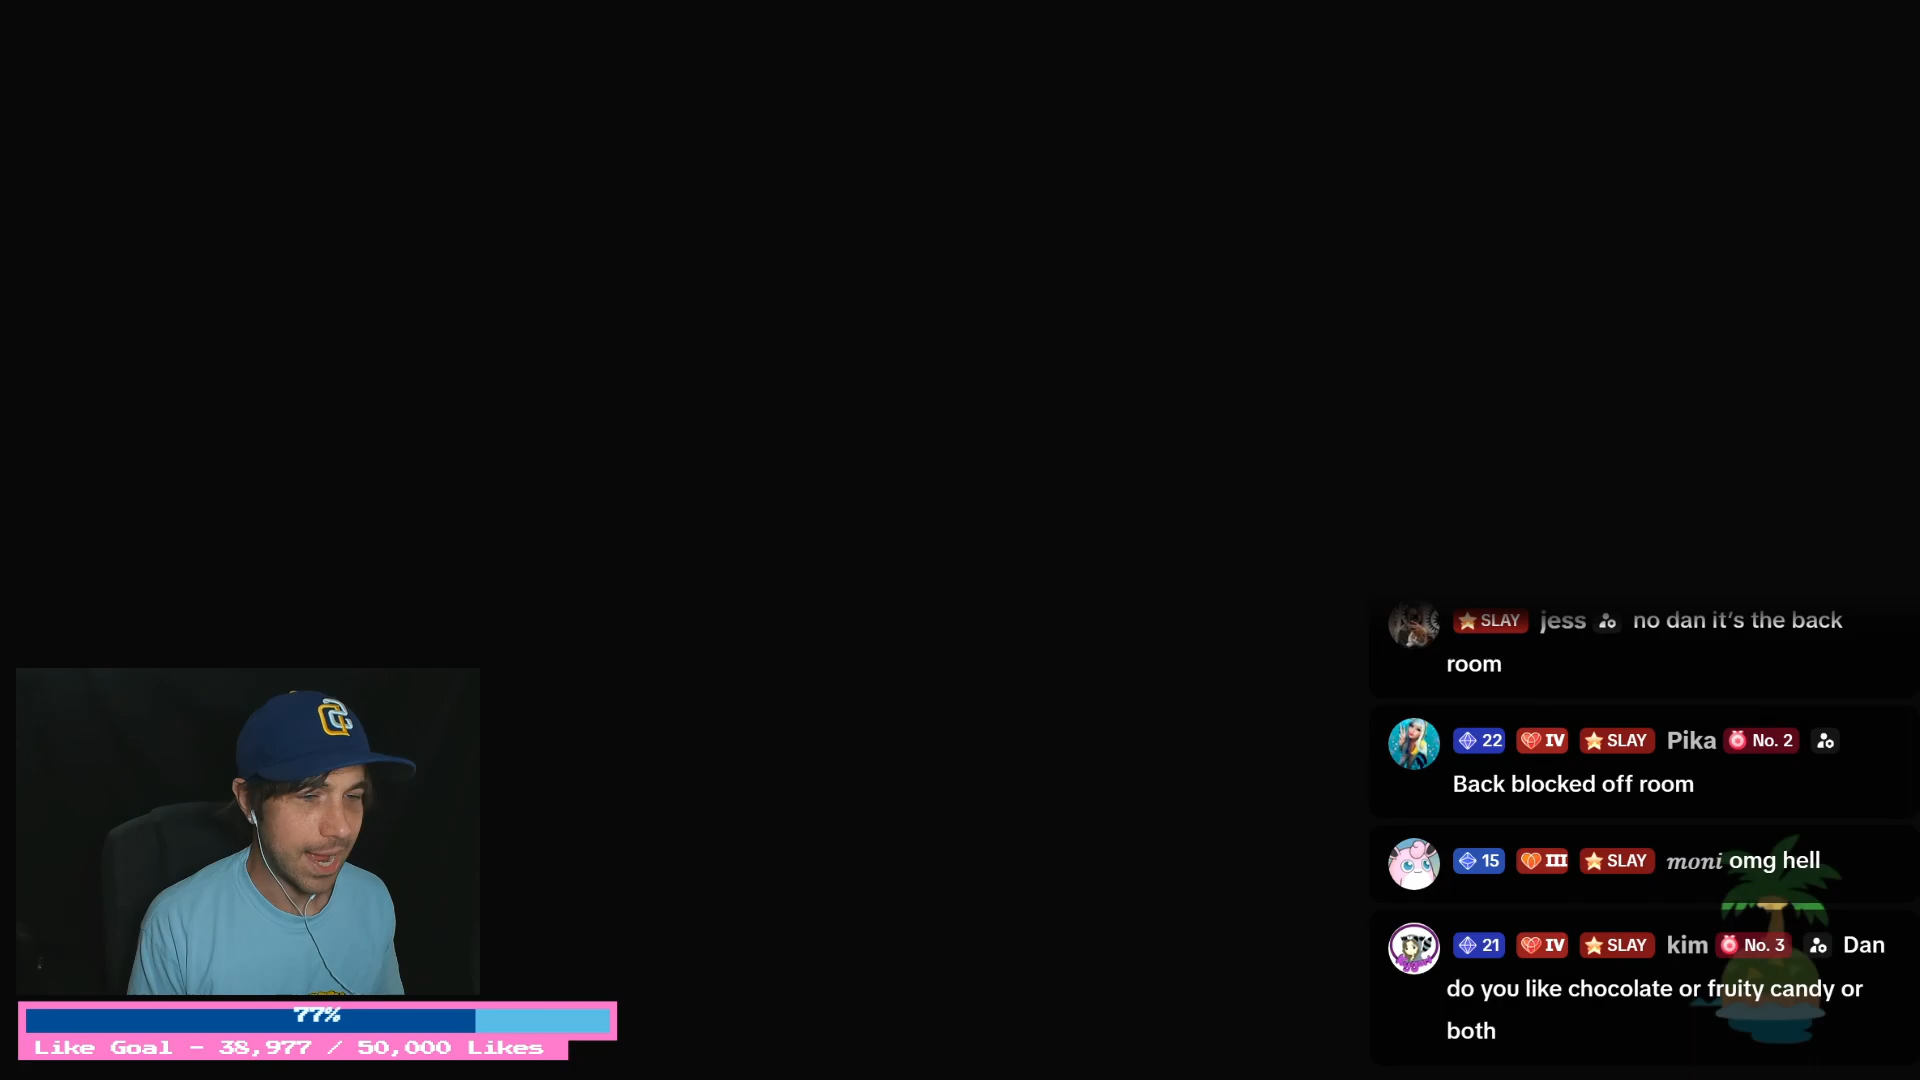 SLAY jess no dan it’s the back
room
22 IV SLAY Pika No. 2
Back blocked off room
15 III SLAY moni omg hell
21 IV SLAY kim No. 3 Dan
do you like chocolate or fruity candy or
both
77%
Like Goal - 38,977 / 50,000 Likes